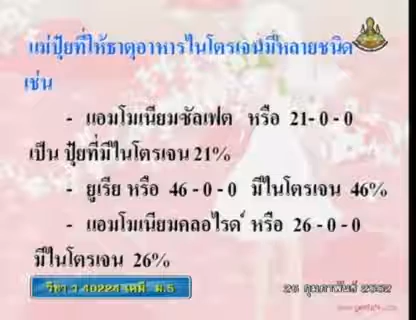 แม่ปุ๋ยที่ให้ธาตุอาหารไนโตรเจนมีหลายชนิด
เช่น
- แอมโมเนียมซัลเฟต หรือ 21- 0 - 0
เป็น ปุ๋ยที่มีไนโตรเจน 21%
- ยูเรีย หรือ 46 - 0 - 0 มีไนโตรเจน 46%
- แอมโมเนียมคลอไรด์ หรือ 26 - 0 - 0
มีไนโตรเจน 26%
วิชา ว 40224 เคมี ม.5
26 กุมภาพันธ์ 2552